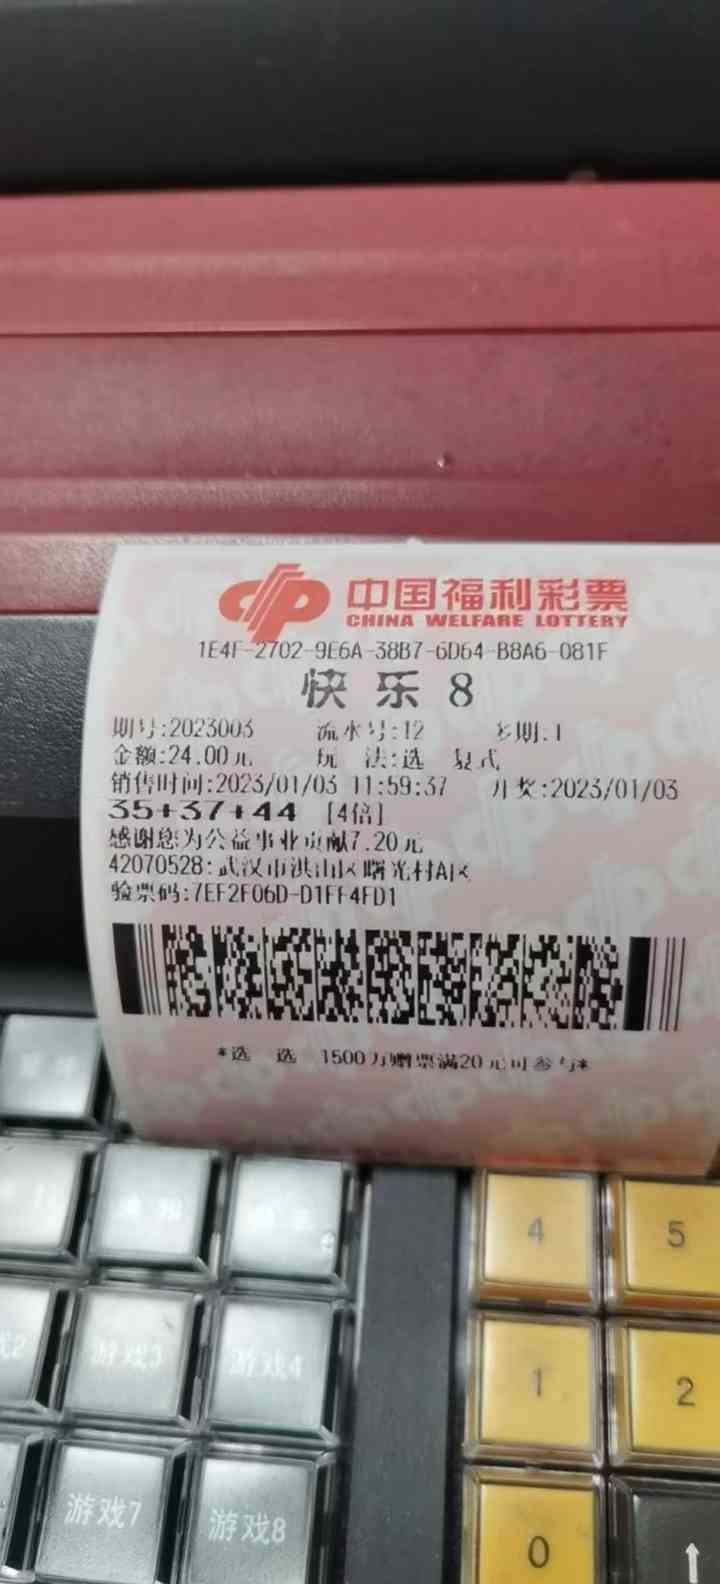 中国福利彩票
CHINA WELFARE LOTTERY
1E4F-2702-9E6A-38B7-6D64-B8A6-081F
快乐8
期号:2023003 流水号:12 多期:1
金额:24.00元 玩 法:选 复式
销售时间:2023/01/03 11:59:37 开奖:2023/01/03
35+37+44 [4倍]
感谢您为公益事业贡献7.20元
42070528:武汉市洪山区曙光村A区
验票码:7EF2F06D-D1FF4FD1
*选 选 1500万赠票满20元可参与*
4 5
游戏3 游戏4 1 2
游戏7 游戏8 0 ↑